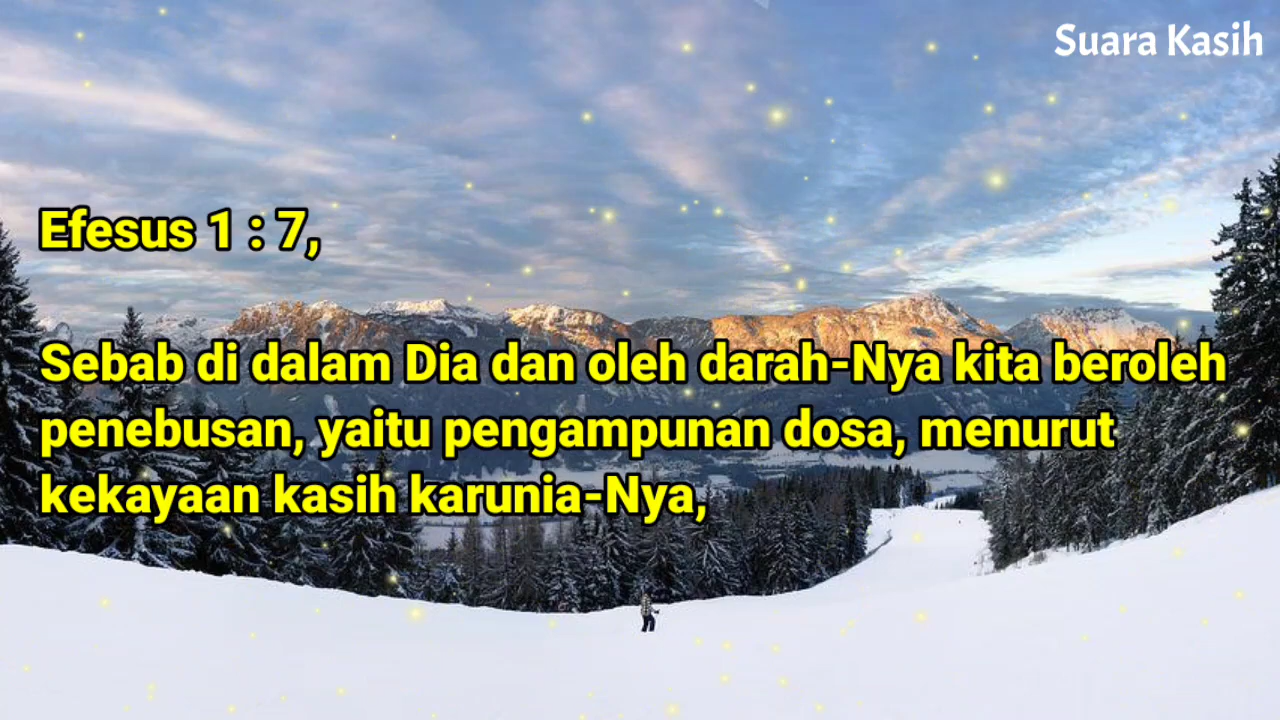 Suara Kasih
Efesus 1 : 7,
Sebab di dalam Dia dan oleh darah-Nya kita beroleh
penebusan, yaitu pengampunan dosa, menurut
kekayaan kasih karunia-Nya,